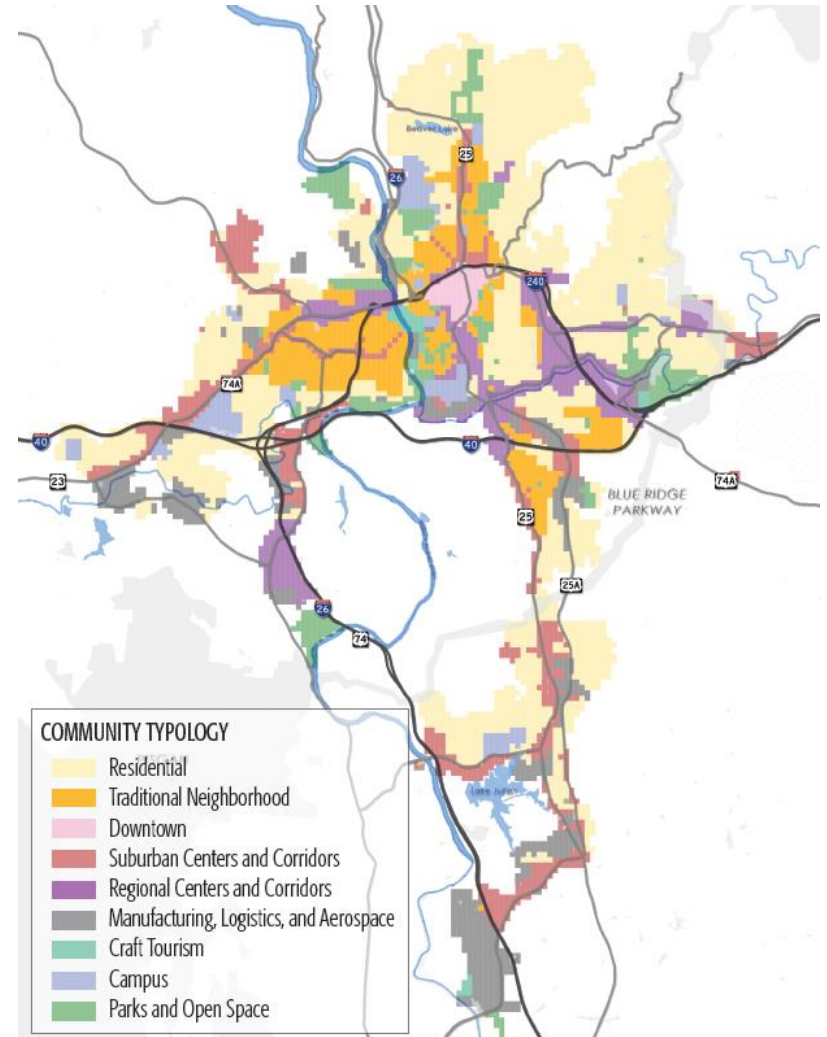 Beaver Lake
25
26
240
74A
40
23
40
74A
BLUE RIDGE
PARKWAY
25
25A
26
74
COMMUNITY TYPOLOGY
Residential
Traditional Neighborhood
Downtown
Suburban Centers and Corridors
Regional Centers and Corridors
Manufacturing, Logistics, and Aerospace
Craft Tourism
Campus
Parks and Open Space